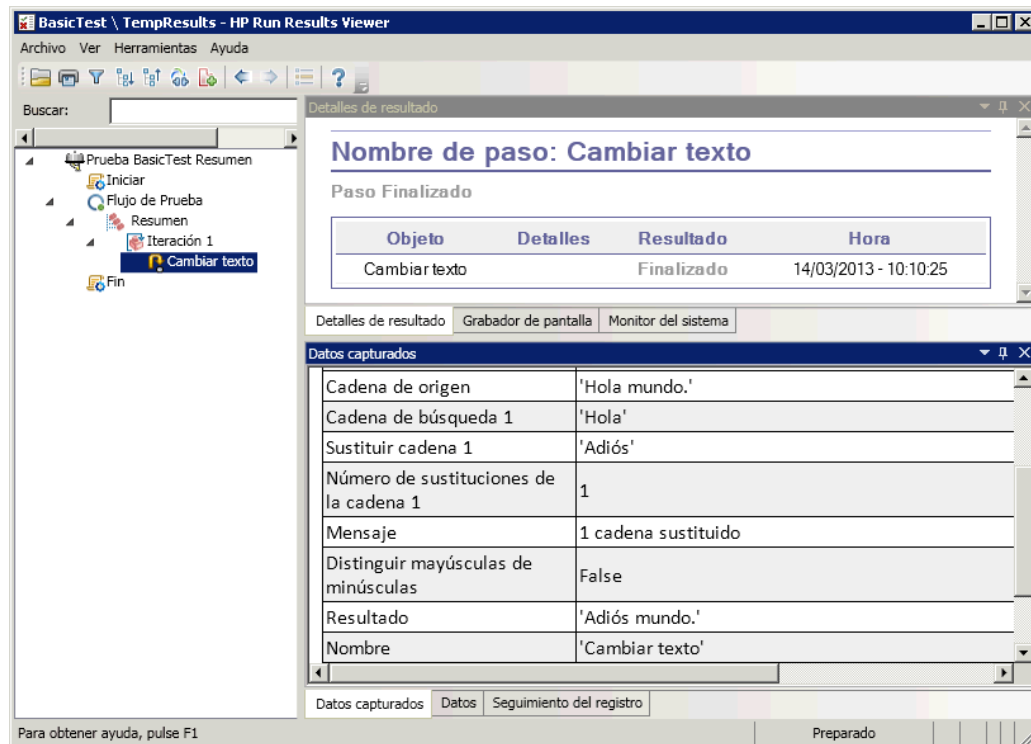 BasicTest \ TempResults - HP Run Results Viewer
Archivo Ver Herramientas Ayuda
Buscar:
Prueba BasicTest Resumen
Iniciar
Flujo de Prueba
Resumen
Iteración 1
Cambiar texto
Fin
Detalles de resultado
Nombre de paso: Cambiar texto
Paso Finalizado
Objeto Detalles Resultado Hora
Cambiar texto Finalizado 14/03/2013 - 10:10:25
Detalles de resultado Grabador de pantalla Monitor del sistema
Datos capturados
Cadena de origen 'Hola mundo.'
Cadena de búsqueda 1 'Hola'
Sustituir cadena 1 'Adiós'
Número de sustituciones de
la cadena 1 1
Mensaje 1 cadena sustituido
Distinguir mayúsculas de
minúsculas False
Resultado 'Adiós mundo.'
Nombre 'Cambiar texto'
Datos capturados Datos Seguimiento del registro
Para obtener ayuda, pulse F1 Preparado